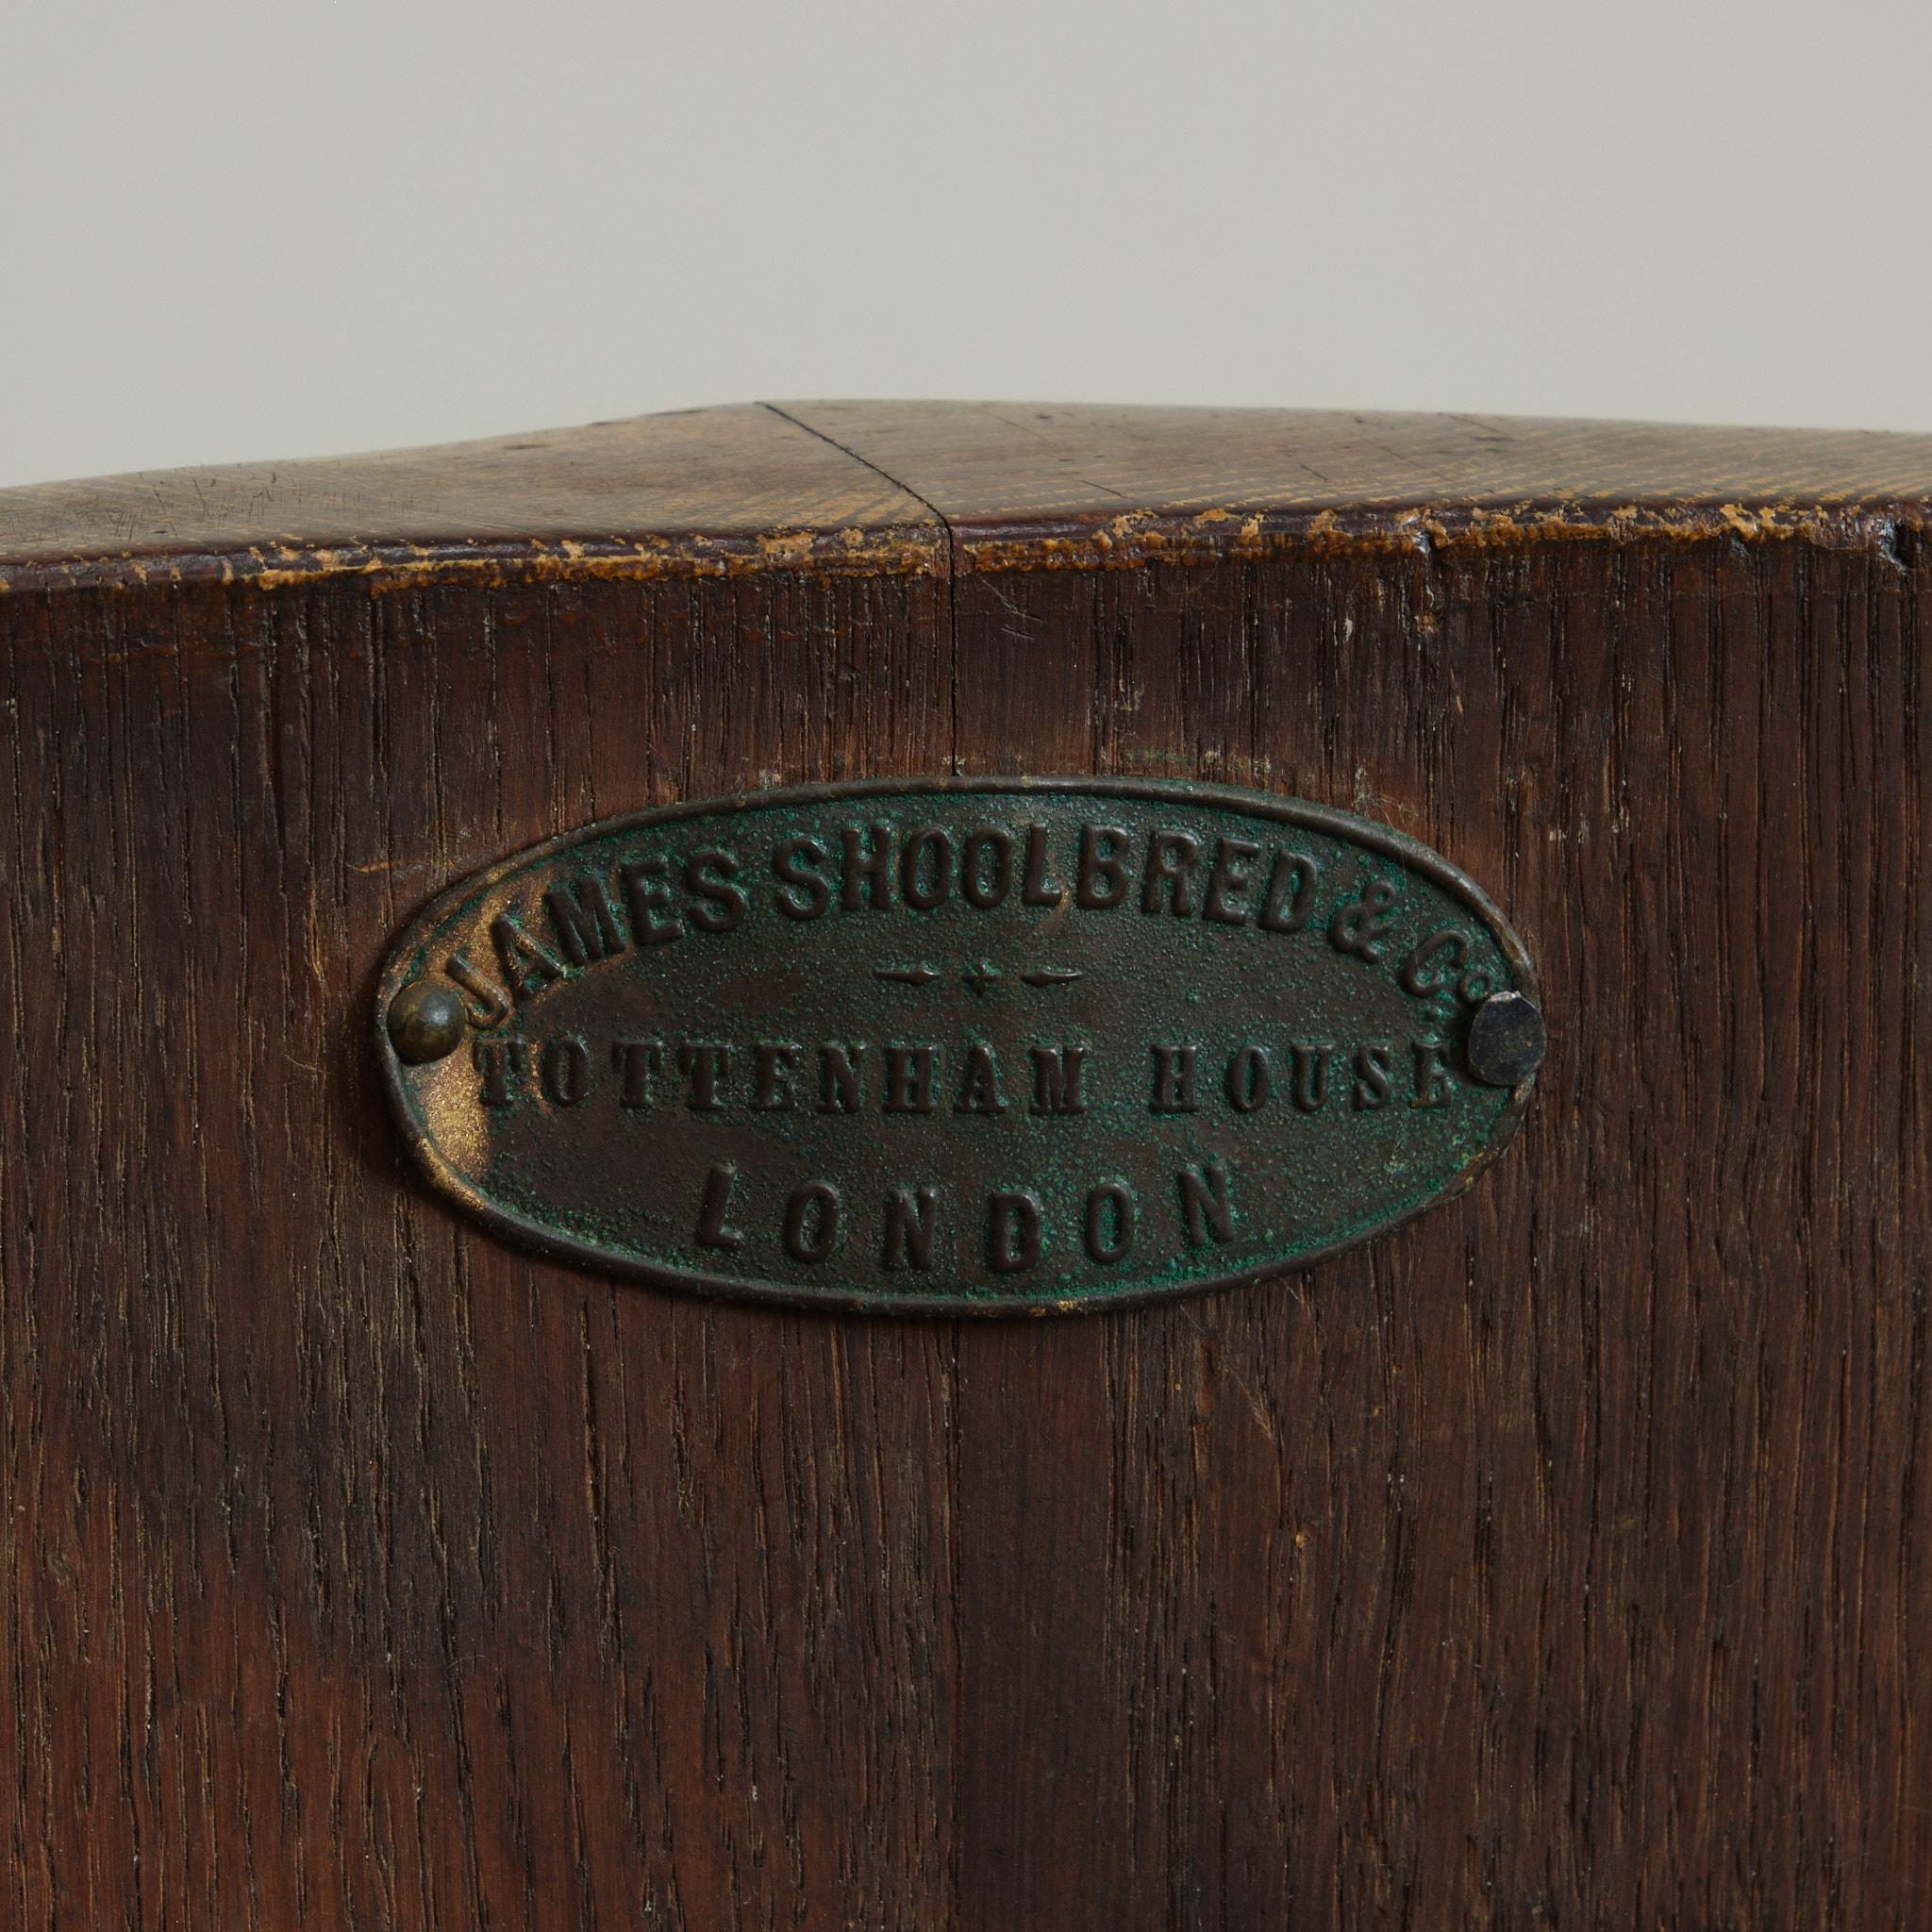 JAMES SHOOLBRED & Co.
TOTTENHAM HOUSE
LONDON